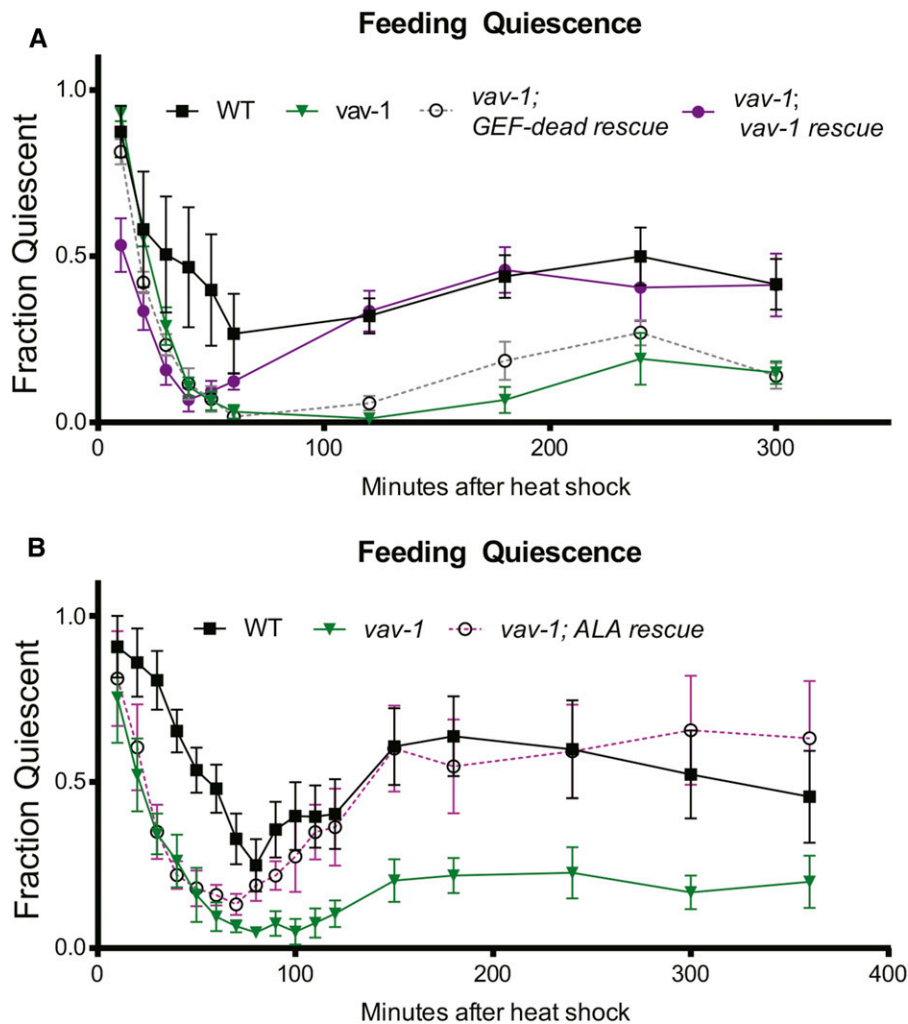 A
Feeding Quiescence
Fraction Quiescent
1.0
0.5
0.0
WT
vav-1
vav-1;
GEF-dead rescue
vav-1;
vav-1 rescue
0
100
200
300
Minutes after heat shock
B
Feeding Quiescence
Fraction Quiescent
1.0
0.5
0.0
WT
vav-1
vav-1; ALA rescue
0
100
200
300
400
Minutes after heat shock